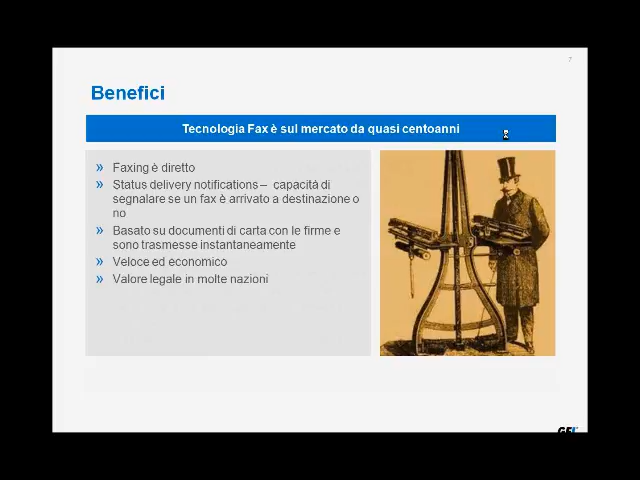 7
Benefici
Tecnologia Fax è sul mercato da quasi centoanni
» Faxing è diretto
» Status delivery notifications – capacità di
segnalare se un fax è arrivato a destinazione o
no
» Basato su documenti di carta con le firme e
sono trasmesse instantaneamente
» Veloce ed economico
» Valore legale in molte nazioni
GFI